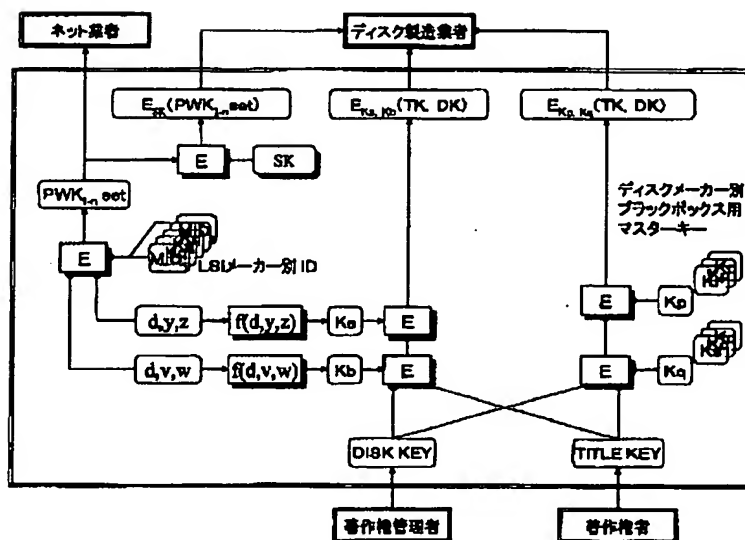 ネット業者
ディスク製造業者
E_SK(PWK_1-n set)
E_Ka, Kb(TK, DK)
E_Kp, Kq(TK, DK)
E
SK
PWK_1-n set
ディスクメーカー別
ブラックボックス用
マスターキー
E
LSIメーカー別 ID
E
Kp
d,y,z
f(d,y,z)
Ka
E
d,v,w
f(d,v,w)
Kb
E
E
Kq
DISK KEY
TITLE KEY
著作権管理者
著作権者